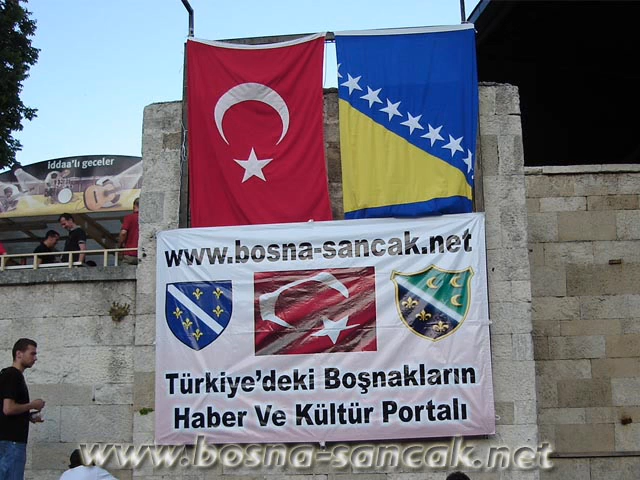 iddaa'lı geceler
www.bosna-sancak.net
Türkiye'deki Boşnakların
Haber Ve Kültür Portalı
www.bosna-sancak.net